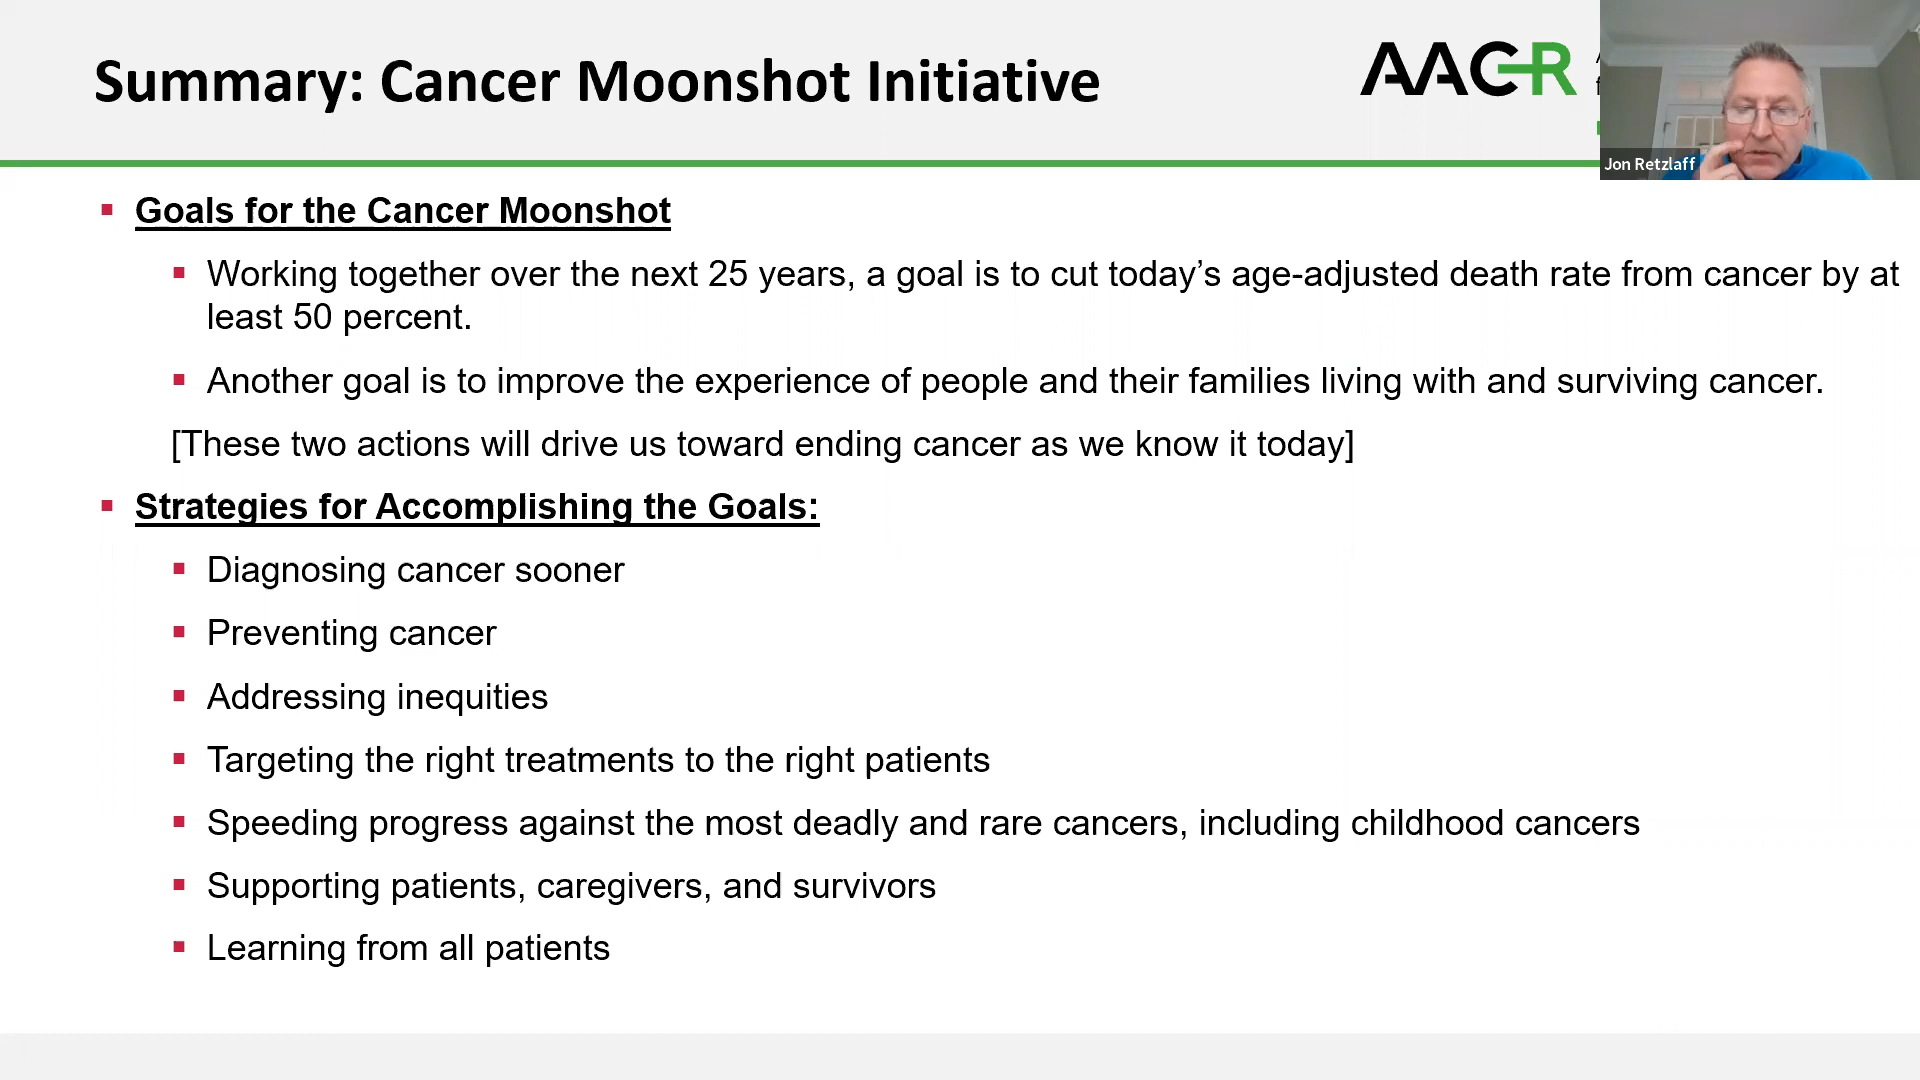 Summary: Cancer Moonshot Initiative
AACR
Jon Retzlaff
Goals for the Cancer Moonshot
Working together over the next 25 years, a goal is to cut today’s age-adjusted death rate from cancer by at
least 50 percent.
Another goal is to improve the experience of people and their families living with and surviving cancer.
[These two actions will drive us toward ending cancer as we know it today]
Strategies for Accomplishing the Goals:
Diagnosing cancer sooner
Preventing cancer
Addressing inequities
Targeting the right treatments to the right patients
Speeding progress against the most deadly and rare cancers, including childhood cancers
Supporting patients, caregivers, and survivors
Learning from all patients